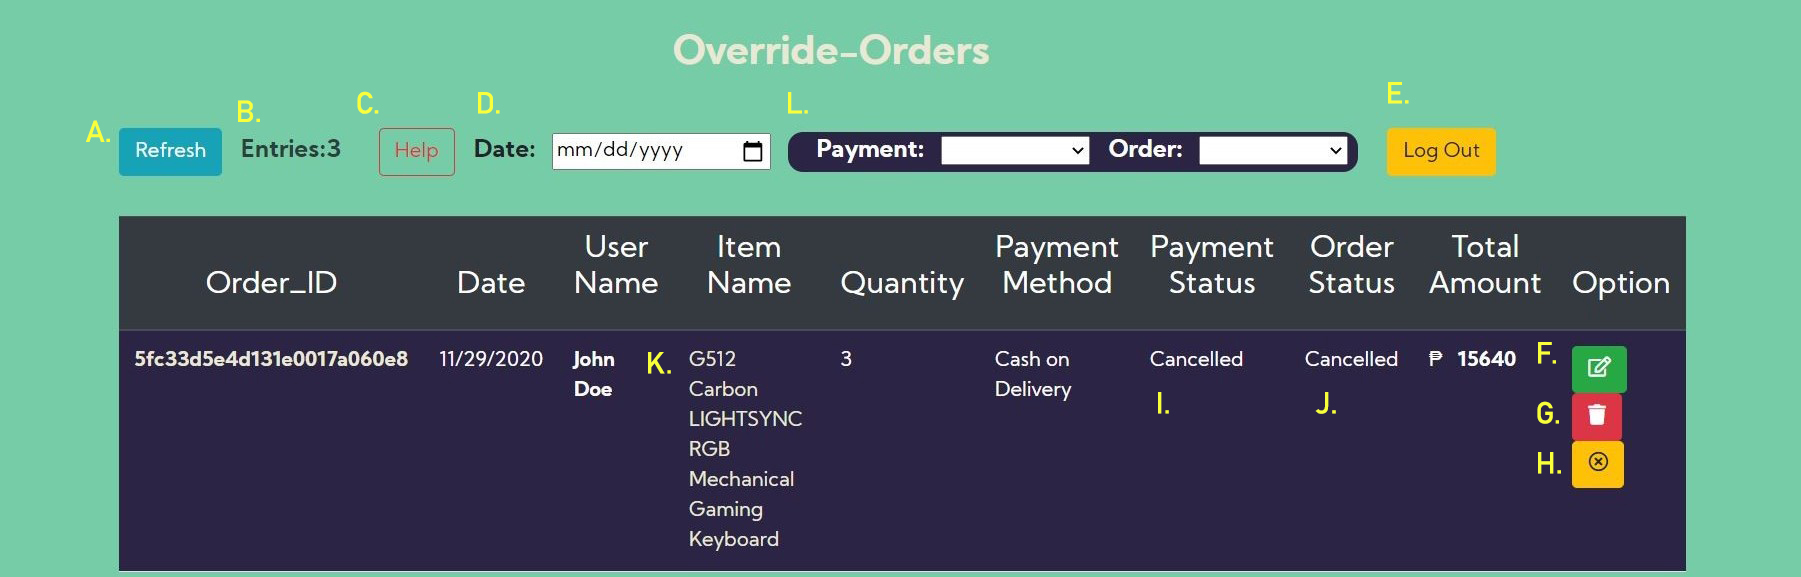 Override-Orders
A. Refresh
B. Entries:3
C. Help
D. Date: mm/dd/yyyy
L. Payment: Order:
E. Log Out
Order_ID
Date
User
Name
Item
Name
Quantity
Payment
Method
Payment
Status
Order
Status
Total
Amount
Option
5fc33d5e4d131e0017a060e8
11/29/2020
John
Doe
K.
G512
Carbon
LIGHTSYNC
RGB
Mechanical
Gaming
Keyboard
3
Cash on
Delivery
Cancelled
I.
Cancelled
J.
₱ 15640
F.
G.
H.